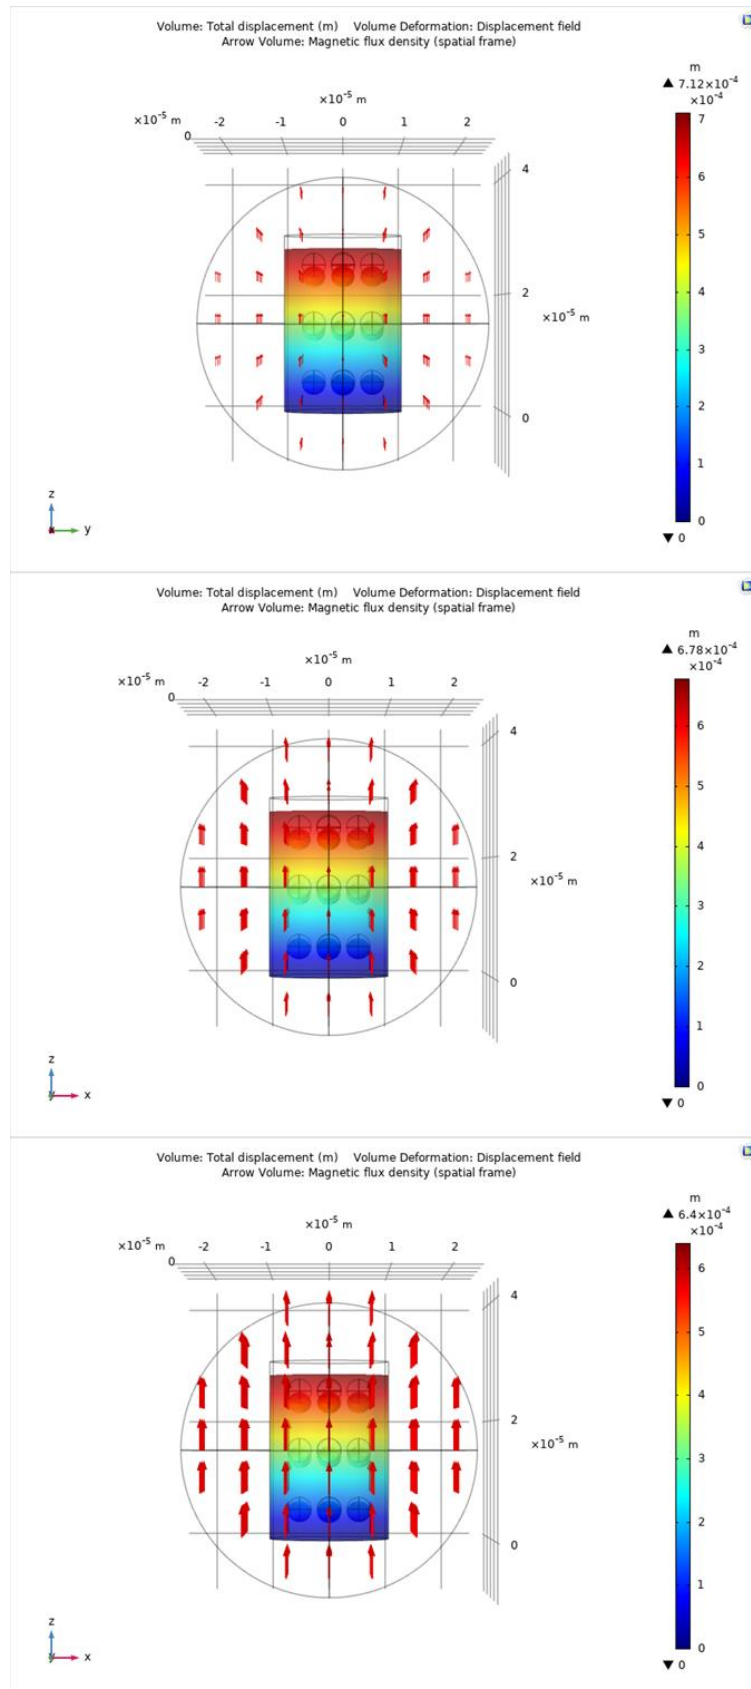 Volume: Total displacement (m) Volume Deformation: Displacement field
Arrow Volume: Magnetic flux density (spatial frame)
m
▲ 7.12×10⁻⁴
×10⁻⁴
×10⁻⁵ m
×10⁻⁵ m
-2 -1 0 1 2
0
4
2
0
×10⁻⁵ m
7
6
5
4
3
2
1
0
▼ 0
z
y
Volume: Total displacement (m) Volume Deformation: Displacement field
Arrow Volume: Magnetic flux density (spatial frame)
m
▲ 6.78×10⁻⁴
×10⁻⁴
×10⁻⁵ m
×10⁻⁵ m
-2 -1 0 1 2
0
4
2
0
×10⁻⁵ m
6
5
4
3
2
1
0
▼ 0
z
y x
Volume: Total displacement (m) Volume Deformation: Displacement field
Arrow Volume: Magnetic flux density (spatial frame)
m
▲ 6.4×10⁻⁴
×10⁻⁴
×10⁻⁵ m
×10⁻⁵ m
-2 -1 0 1 2
0
4
2
0
×10⁻⁵ m
6
5
4
3
2
1
0
▼ 0
z
y x